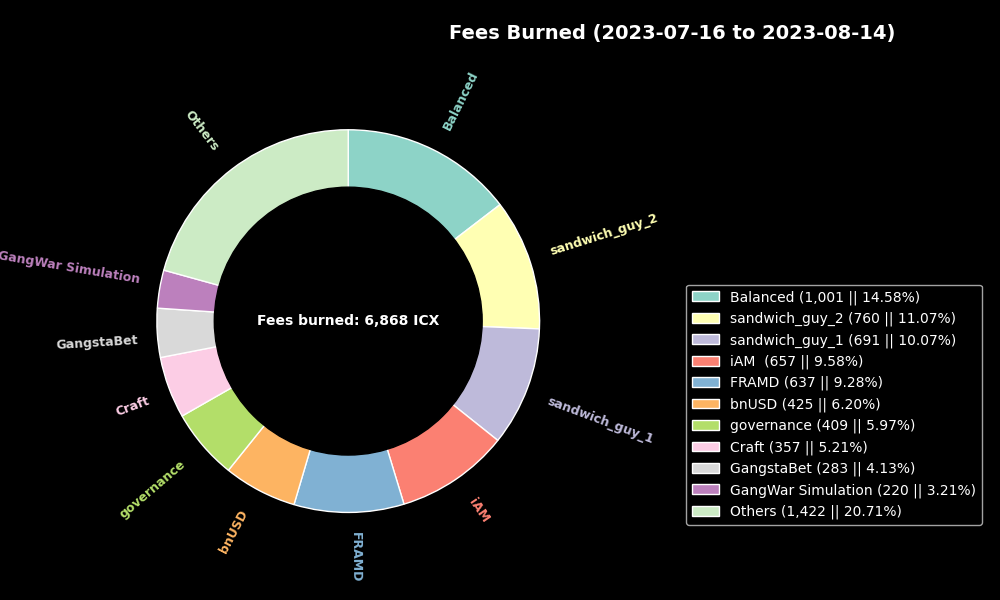 Fees Burned (2023-07-16 to 2023-08-14)
Balanced
Others
sandwich_guy_2
GangWar Simulation
Fees burned: 6,868 ICX
GangstaBet
Craft
sandwich_guy_1
governance
iAM
bnUSD
FRAMD
Balanced (1,001 || 14.58%)
sandwich_guy_2 (760 || 11.07%)
sandwich_guy_1 (691 || 10.07%)
iAM  (657 || 9.58%)
FRAMD (637 || 9.28%)
bnUSD (425 || 6.20%)
governance (409 || 5.97%)
Craft (357 || 5.21%)
GangstaBet (283 || 4.13%)
GangWar Simulation (220 || 3.21%)
Others (1,422 || 20.71%)